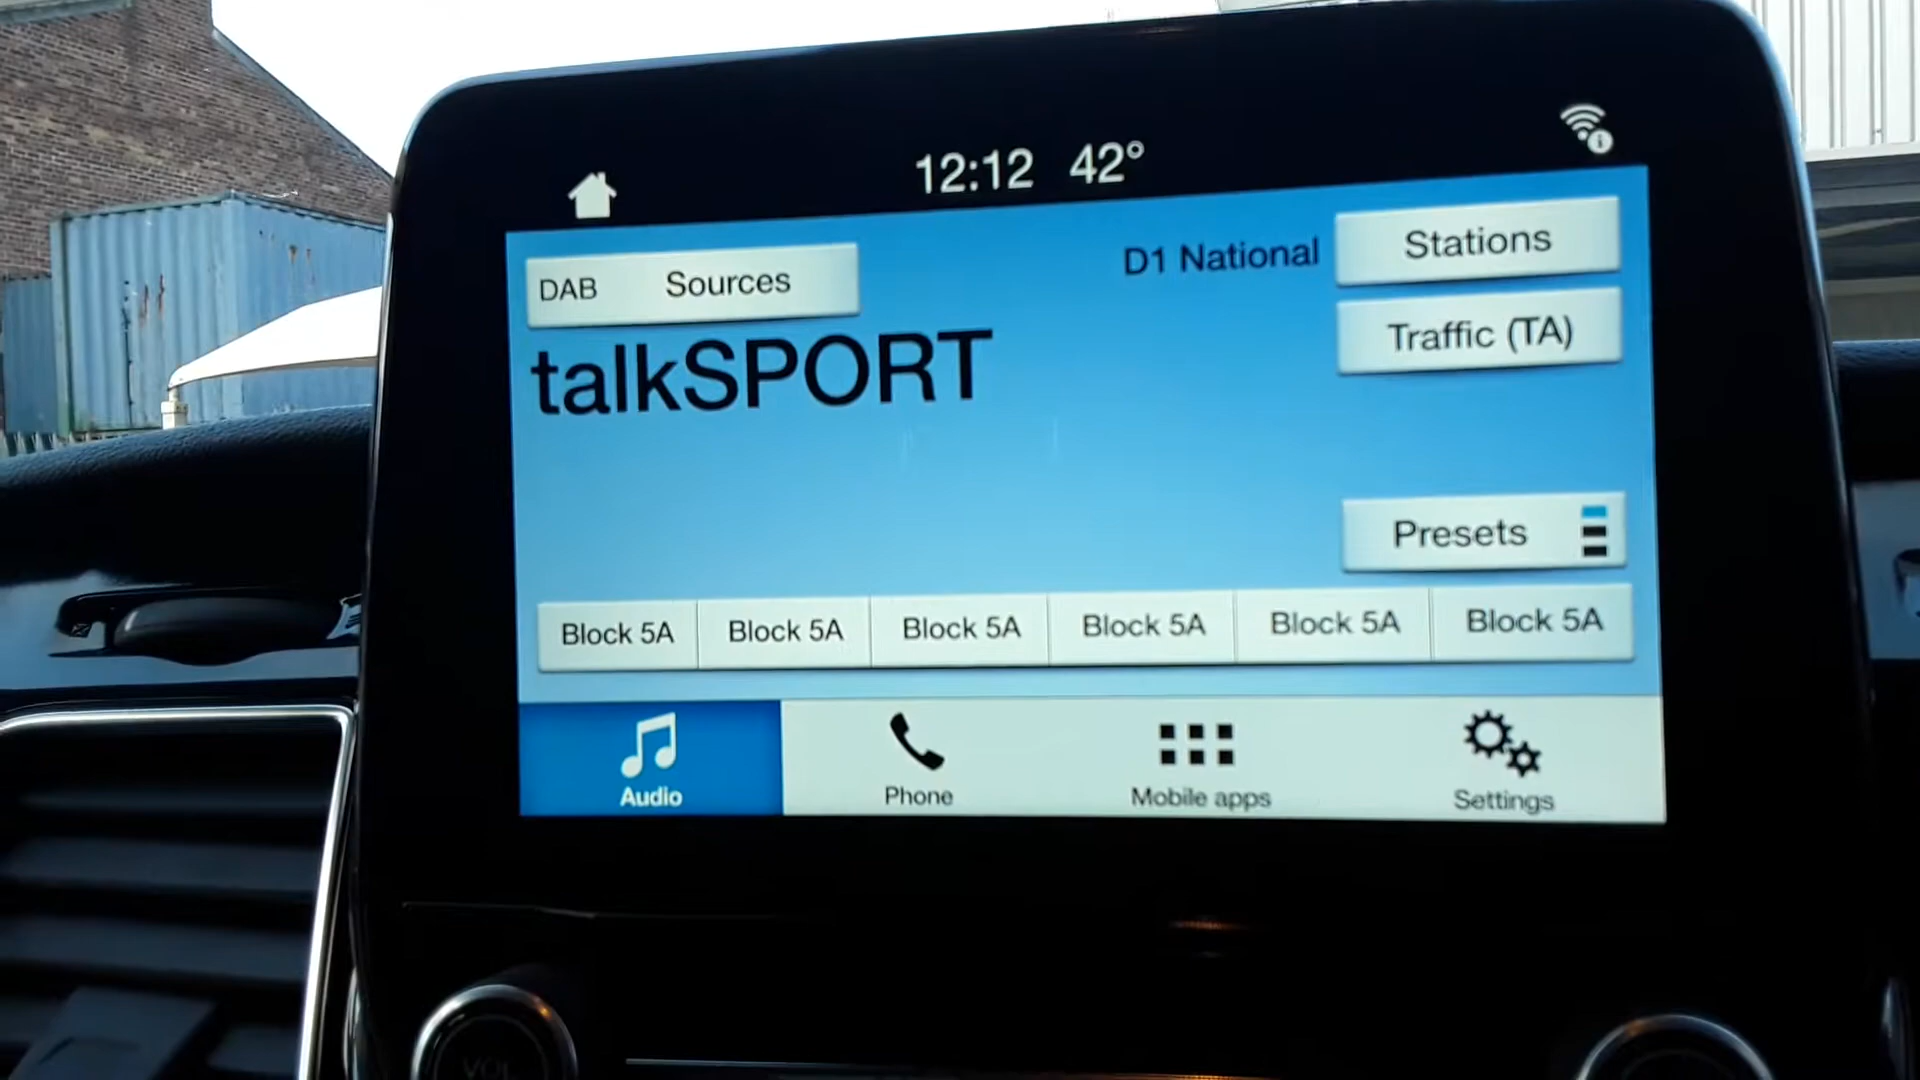 12:12 42°
DAB Sources
D1 National
Stations
Traffic (TA)
talkSPORT
Presets
Block 5A Block 5A Block 5A Block 5A Block 5A Block 5A
Audio Phone Mobile apps Settings
VOL